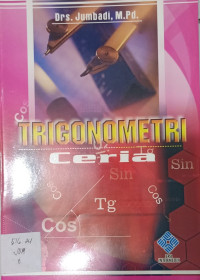 Drs. Jumbadi, M.Pd.
Cos
TRIGONOMETRI
Ceria
Tg
Sin
Sin
Cos
Tg
Cos